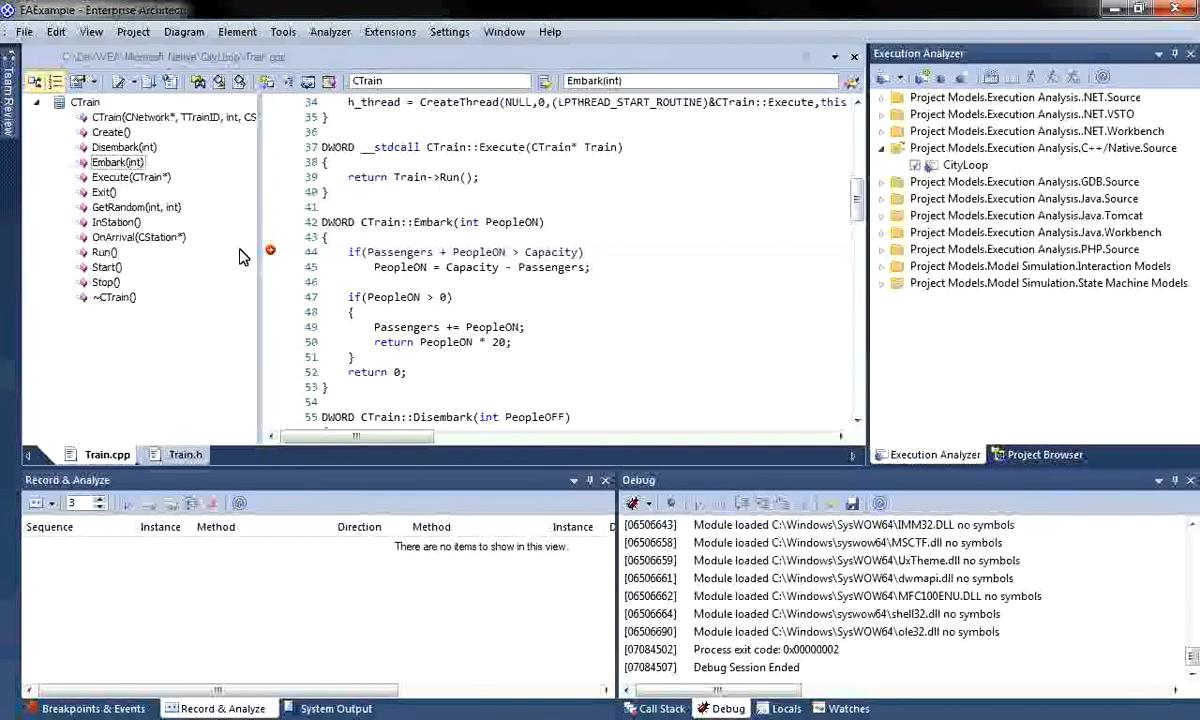 EAExample - Enterprise Architect
File Edit View Project Diagram Element Tools Analyzer Extensions Settings Window Help
Team Review
CTrain
Embark(int)
CTrain
CTrain(CNetwork*, TTrainID, int, CS
Create()
Disembark(int)
Embark(int)
Execute(CTrain*)
Exit()
GetRandom(int, int)
InStation()
OnArrival(CStation*)
Run()
Start()
Stop()
~CTrain()
34 h_thread = CreateThread(NULL,0,(LPTHREAD_START_ROUTINE)&CTrain::Execute,this
35 }
36
37 DWORD __stdcall CTrain::Execute(CTrain* Train)
38 {
39 return Train->Run();
40 }
41
42 DWORD CTrain::Embark(int PeopleON)
43 {
44 if(Passengers + PeopleON > Capacity)
45 PeopleON = Capacity - Passengers;
46
47 if(PeopleON > 0)
48 {
49 Passengers += PeopleON;
50 return PeopleON * 20;
51 }
52 return 0;
53 }
54
55 DWORD CTrain::Disembark(int PeopleOFF)
Train.cpp Train.h
Execution Analyzer
Project Models.Execution Analysis..NET.Source
Project Models.Execution Analysis..NET.VSTO
Project Models.Execution Analysis..NET.Workbench
Project Models.Execution Analysis.C++/Native.Source
CityLoop
Project Models.Execution Analysis.GDB.Source
Project Models.Execution Analysis.Java.Source
Project Models.Execution Analysis.Java.Tomcat
Project Models.Execution Analysis.Java.Workbench
Project Models.Execution Analysis.PHP.Source
Project Models.Model Simulation.Interaction Models
Project Models.Model Simulation.State Machine Models
Execution Analyzer Project Browser
Record & Analyze
3
Sequence Instance Method Direction Method Instance D
There are no items to show in this view.
Breakpoints & Events Record & Analyze System Output
Debug
[06506643] Module loaded C:\Windows\SysWOW64\IMM32.DLL no symbols
[06506658] Module loaded C:\Windows\syswow64\MSCTF.dll no symbols
[06506659] Module loaded C:\Windows\SysWOW64\UxTheme.dll no symbols
[06506661] Module loaded C:\Windows\SysWOW64\dwmapi.dll no symbols
[06506662] Module loaded C:\Windows\SysWOW64\MFC100ENU.DLL no symbols
[06506664] Module loaded C:\Windows\syswow64\shell32.dll no symbols
[06506690] Module loaded C:\Windows\SysWOW64\ole32.dll no symbols
[07084502] Process exit code: 0x00000002
[07084507] Debug Session Ended
Call Stack Debug Locals Watches